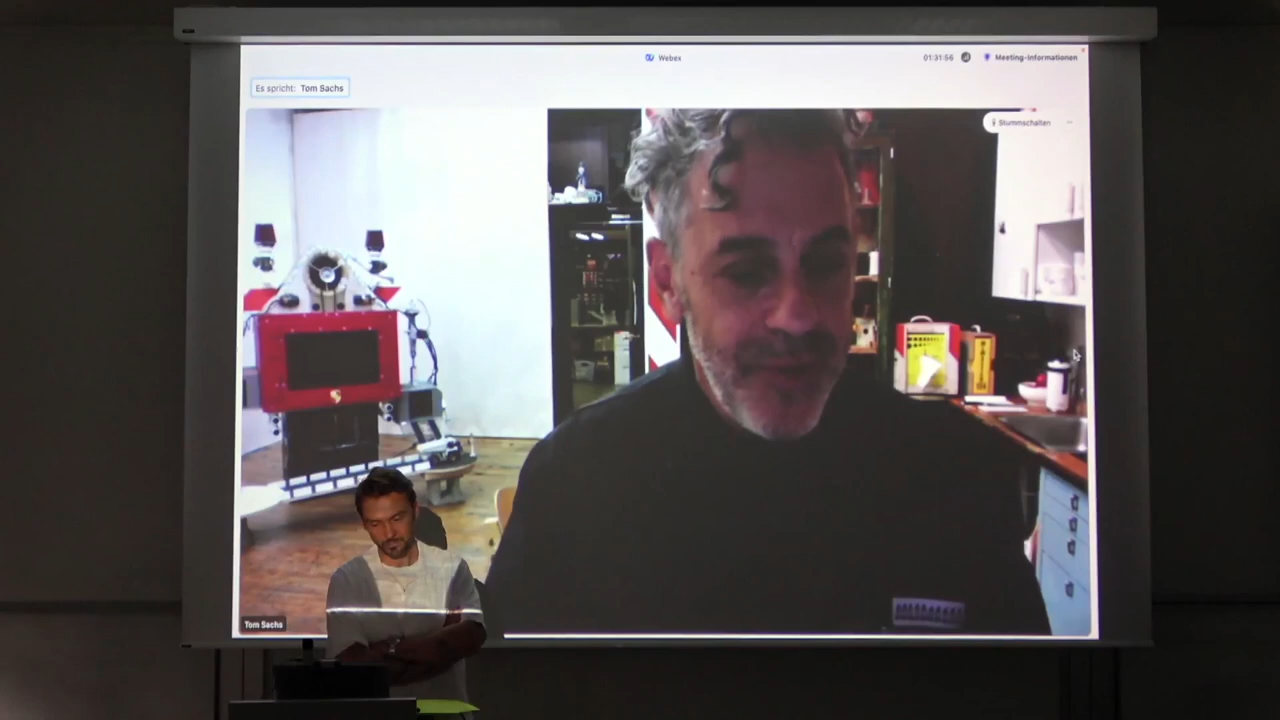 Webex
01:31:56
Meeting-Informationen
Es spricht: Tom Sachs
Stummschalten
Tom Sachs